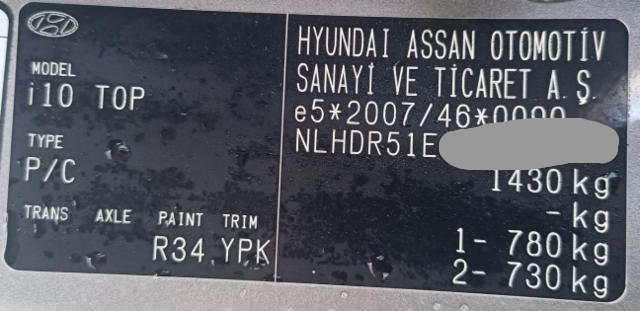 MODEL
i10 TOP
TYPE
P/C
TRANS AXLE PAINT TRIM
R34 YPK
HYUNDAI ASSAN OTOMOTİV
SANAYİ VE TİCARET A.Ş.
e5*2007/46*0090
NLHDR51E
1430 kg
- kg
1- 780 kg
2- 730 kg